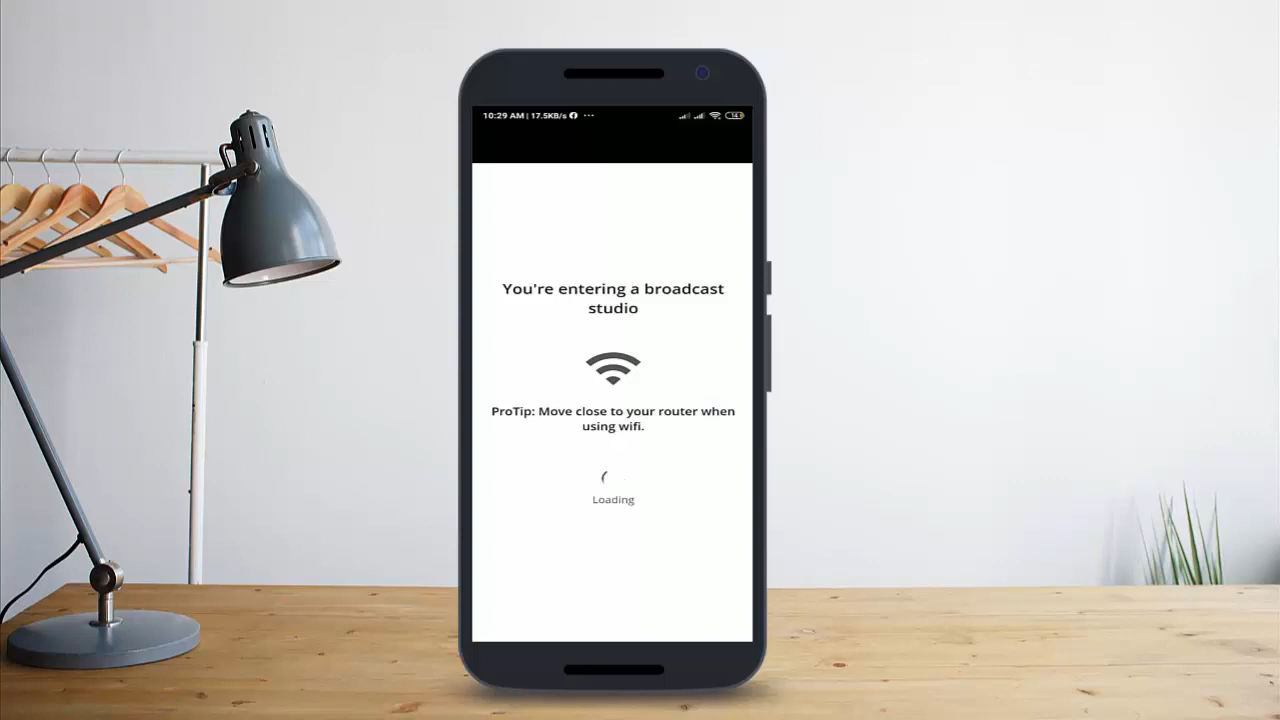 10:29 AM | 17.5KB/s ...
14
You're entering a broadcast
studio
ProTip: Move close to your router when
using wifi.
Loading